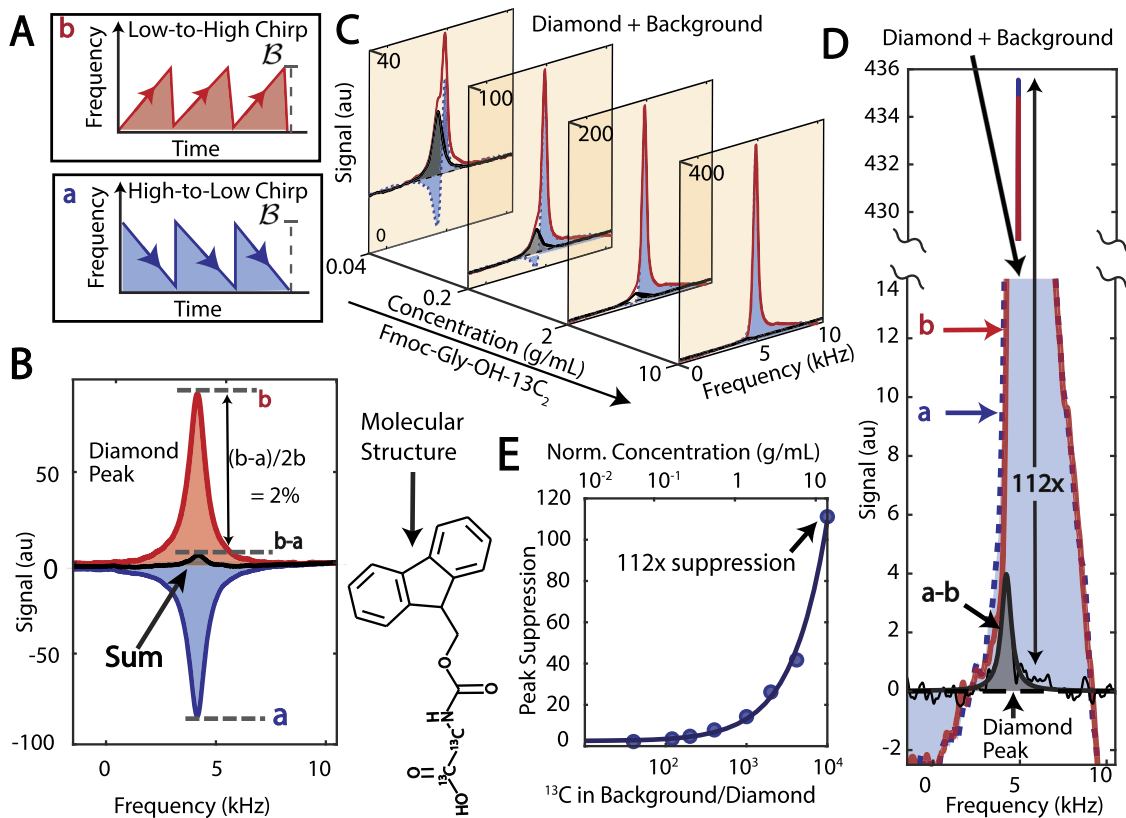 A
b
Low-to-High Chirp
ℬ
Frequency
Time
a
High-to-Low Chirp
ℬ
Frequency
Time
B
Signal (au)
50
0
-50
-100
Diamond
Peak
b
(b-a)/2b
= 2%
b-a
Sum
a
0
5
10
Frequency (kHz)
C
Diamond + Background
Signal (au)
40
0
100
200
400
0.04
0.2
2
10
Concentration (g/mL)
Fmoc-Gly-OH-13C₂
0
5
10
Frequency (kHz)
Molecular
Structure
O
O
H
N
¹³C
¹³C
O
HO
D
Diamond + Background
436
434
432
430
14
12
10
8
6
4
2
0
-2
Signal (au)
b
a
112x
a-b
Diamond
Peak
0
5
10
Frequency (kHz)
E
Norm. Concentration (g/mL)
10⁻²
10⁻¹
1
10
Peak Suppression
120
100
80
60
40
20
0
112x suppression
10²
10³
10⁴
¹³C in Background/Diamond